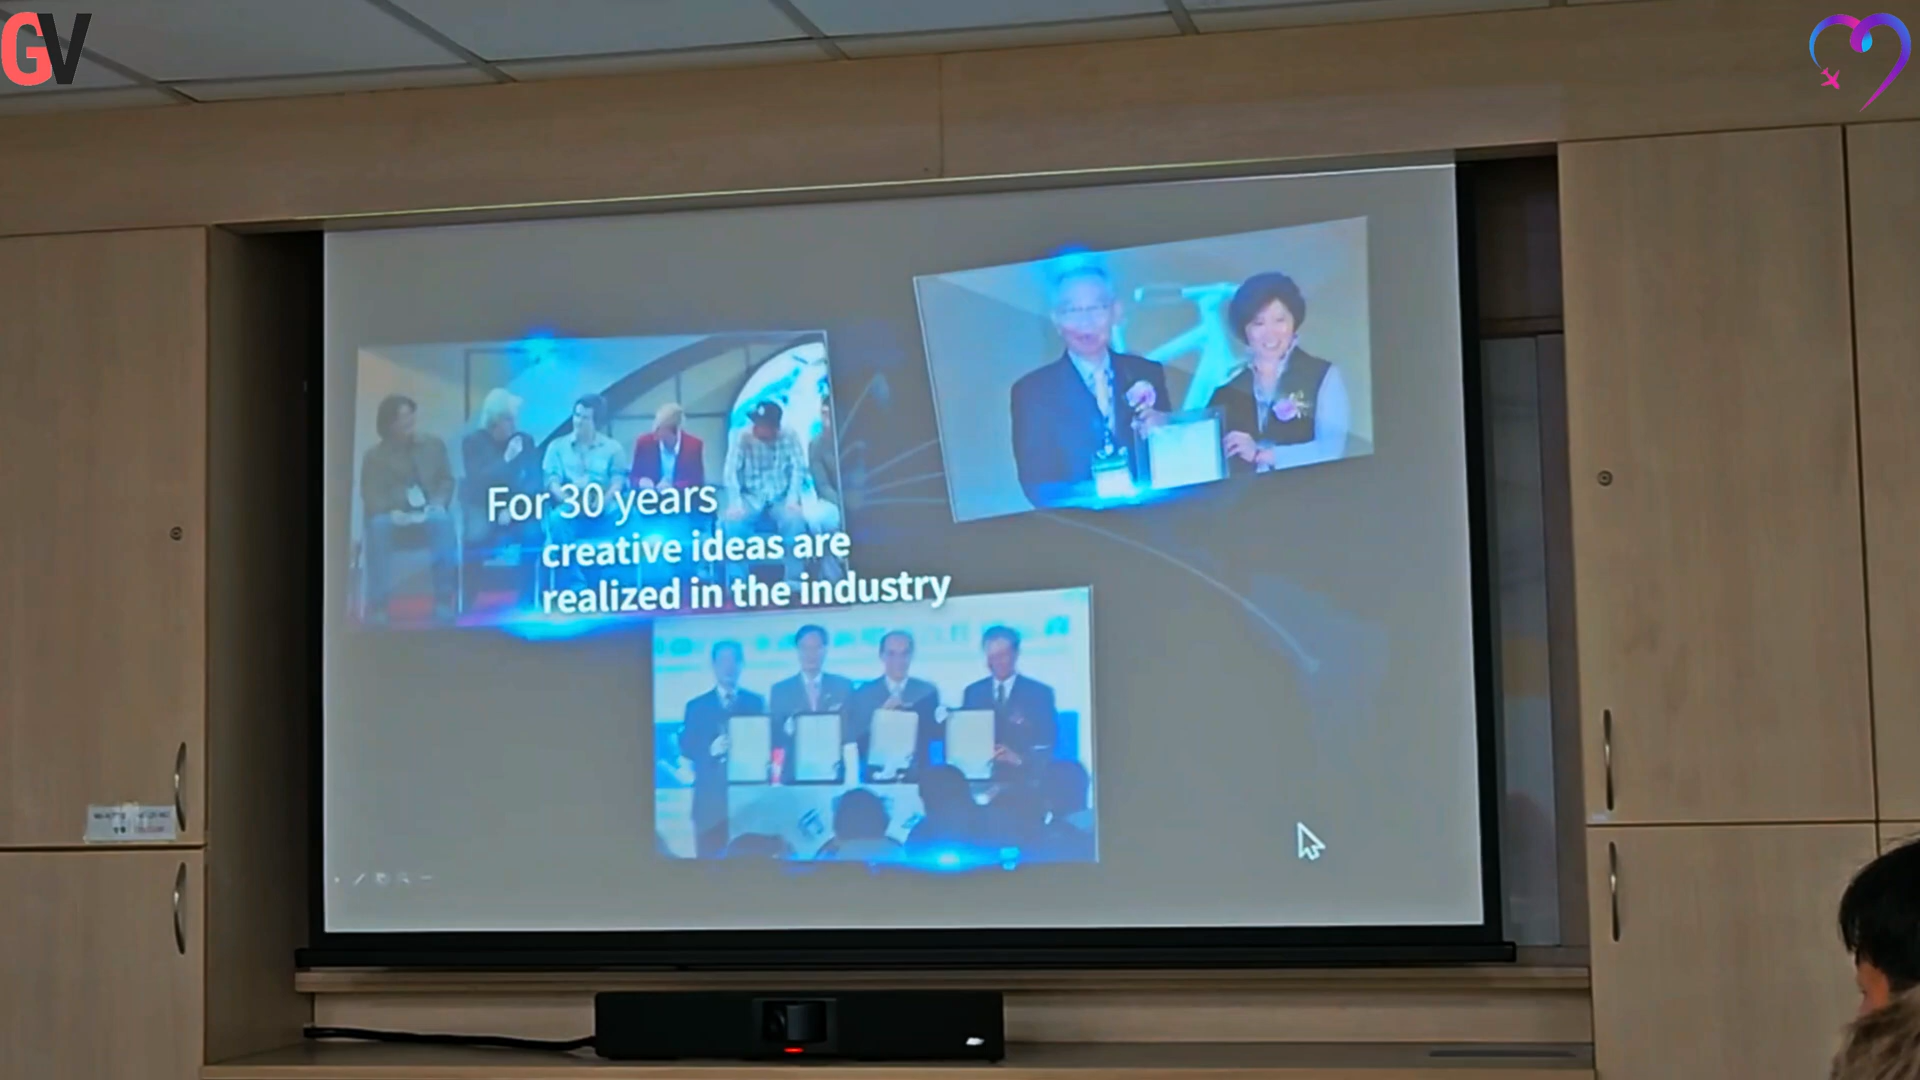 GV
For 30 years
creative ideas are
realized in the industry